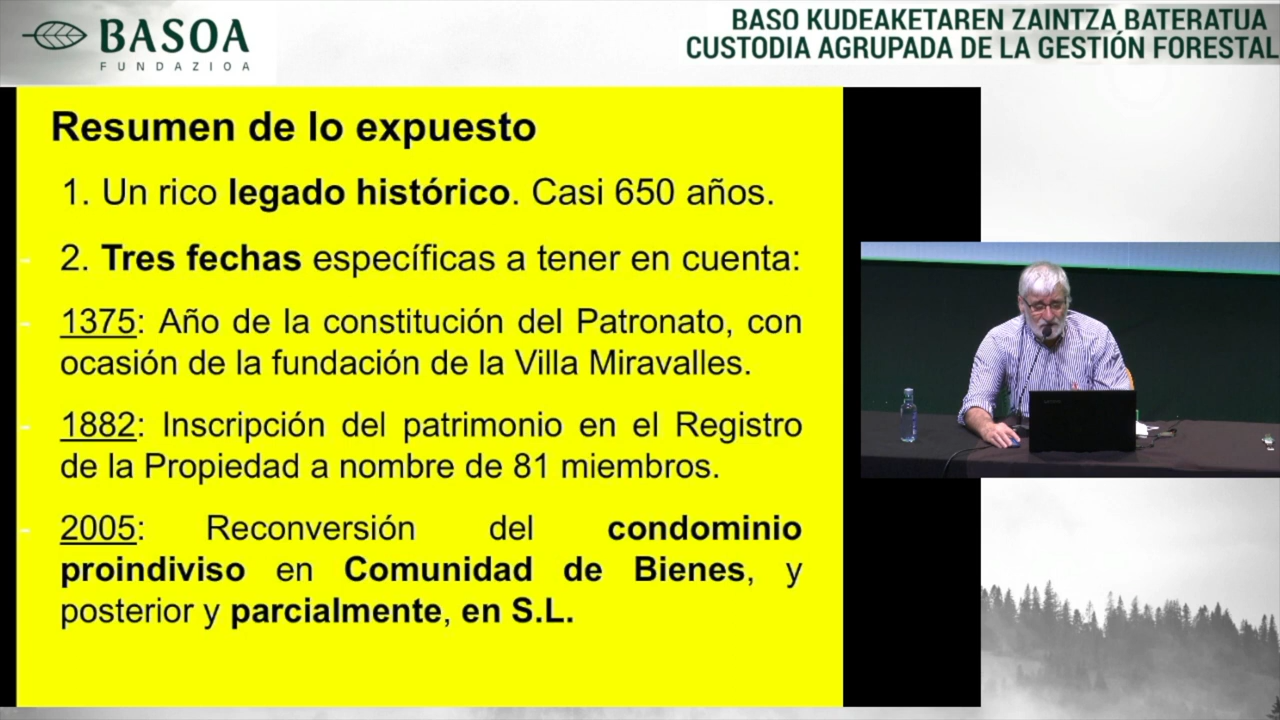 BASOA
FUNDAZIOA
BASO KUDEAKETAREN ZAINTZA BATERATUA
CUSTODIA AGRUPADA DE LA GESTIÓN FORESTAL
Resumen de lo expuesto
1. Un rico legado histórico. Casi 650 años.
- 2. Tres fechas específicas a tener en cuenta:
- 1375: Año de la constitución del Patronato, con
ocasión de la fundación de la Villa Miravalles.
- 1882: Inscripción del patrimonio en el Registro
de la Propiedad a nombre de 81 miembros.
- 2005: Reconversión del condominio
proindiviso en Comunidad de Bienes, y
posterior y parcialmente, en S.L.